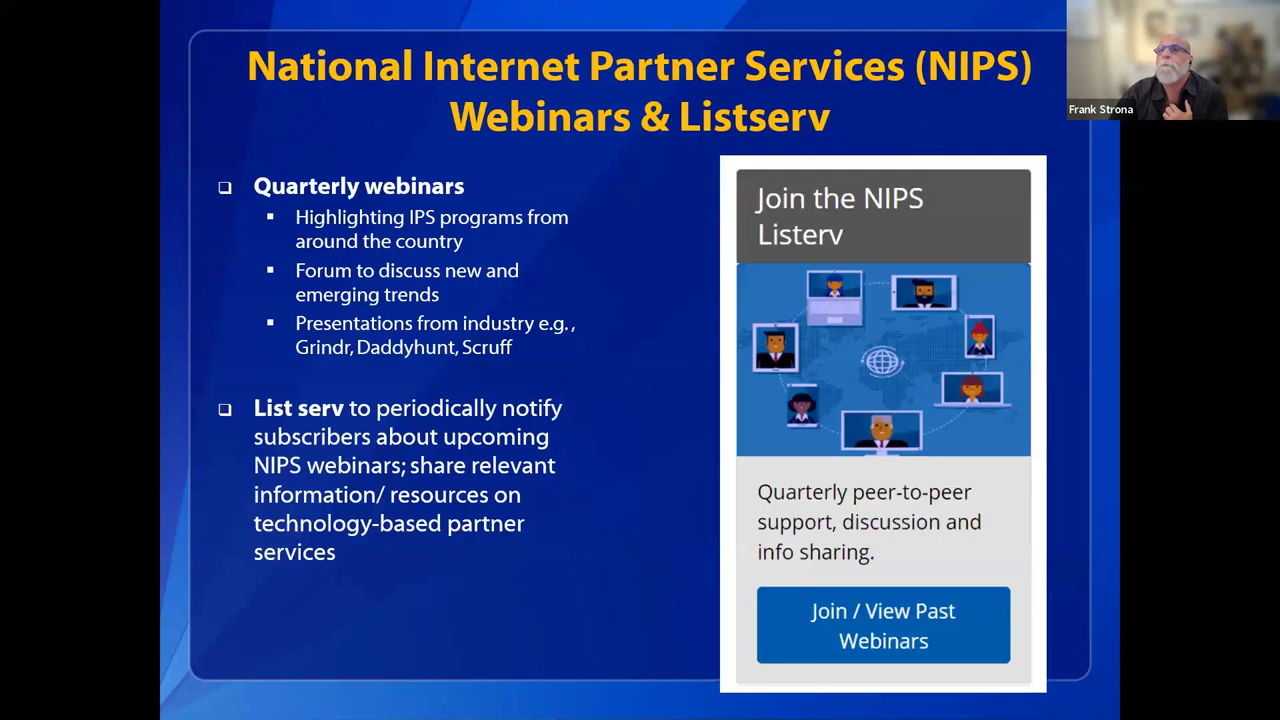 National Internet Partner Services (NIPS)
Webinars & Listserv
Frank Strona
Quarterly webinars
Highlighting IPS programs from
around the country
Forum to discuss new and
emerging trends
Presentations from industry e.g.,
Grindr, Daddyhunt, Scruff
List serv to periodically notify
subscribers about upcoming
NIPS webinars; share relevant
information/ resources on
technology-based partner
services
Join the NIPS
Listerv
Quarterly peer-to-peer
support, discussion and
info sharing.
Join / View Past
Webinars